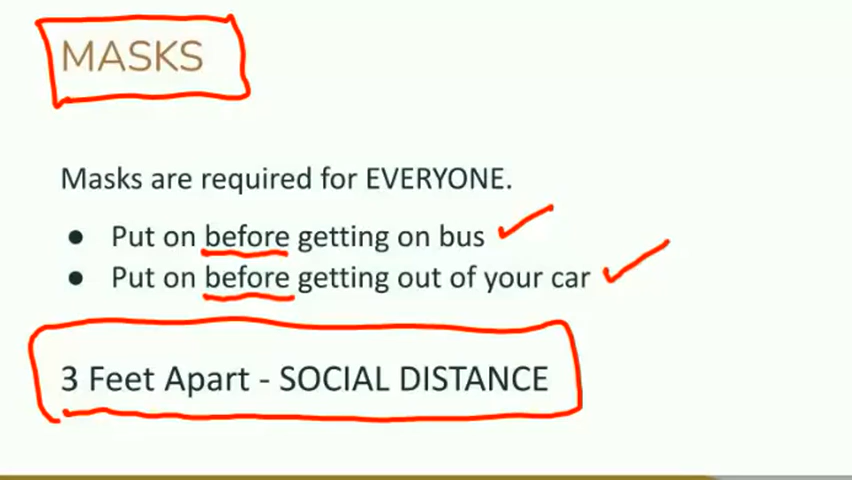 MASKS
Masks are required for EVERYONE.
● Put on before getting on bus
● Put on before getting out of your car
3 Feet Apart - SOCIAL DISTANCE